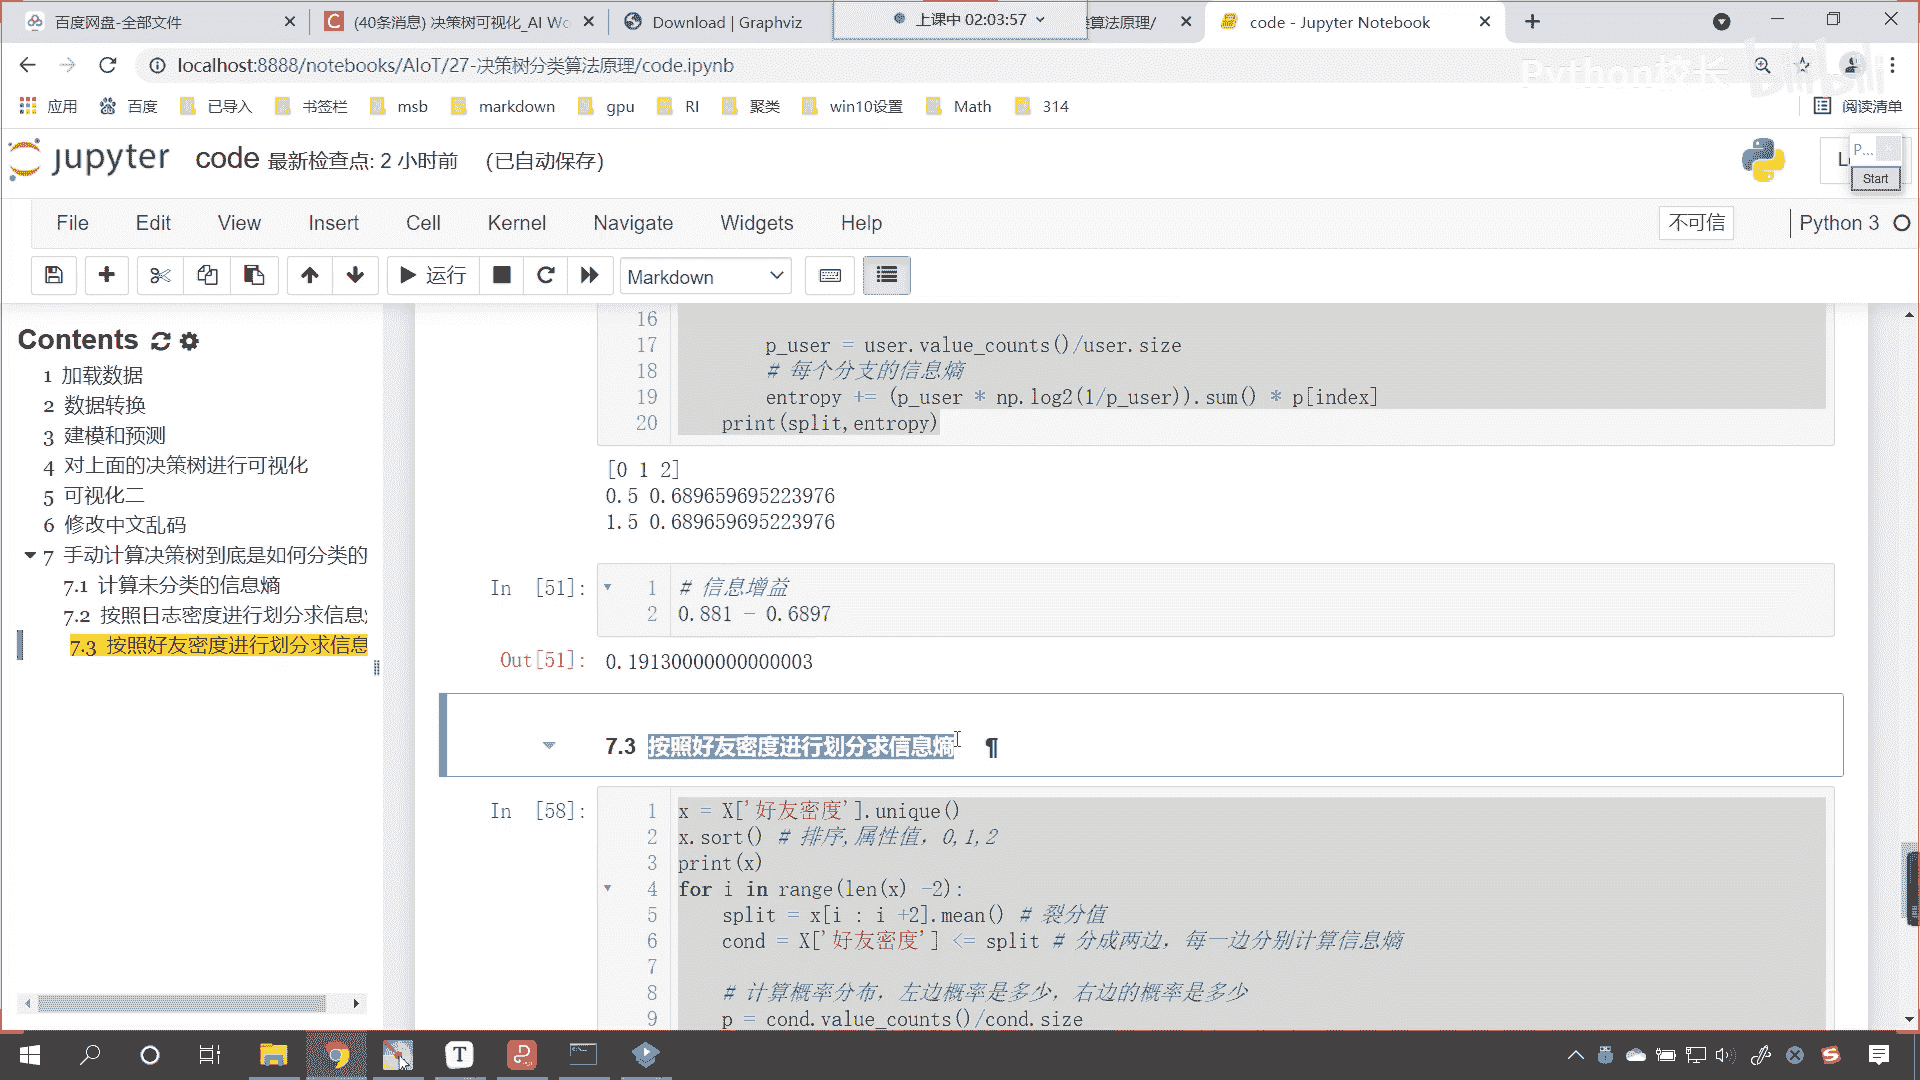 百度网盘-全部文件
(40条消息) 决策树可视化_AI Wo
Download | Graphviz
上课中 02:03:57
算法原理/
code - Jupyter Notebook
localhost:8888/notebooks/AIoT/27-决策树分类算法原理/code.ipynb
Python校长
bilibili
应用
百度
已导入
书签栏
msb
markdown
gpu
RI
聚类
win10设置
Math
314
阅读清单
jupyter
code 最新检查点: 2 小时前 (已自动保存)
P...
Start
File Edit View Insert Cell Kernel Navigate Widgets Help
不可信
Python 3
运行
Markdown
Contents
1 加载数据
2 数据转换
3 建模和预测
4 对上面的决策树进行可视化
5 可视化二
6 修改中文乱码
7 手动计算决策树到底是如何分类的
7.1 计算未分类的信息熵
7.2 按照日志密度进行划分求信息
7.3 按照好友密度进行划分求信息
16
17 p_user = user.value_counts()/user.size
18 # 每个分支的信息熵
19 entropy += (p_user * np.log2(1/p_user)).sum() * p[index]
20 print(split,entropy)
[0 1 2]
0.5 0.689659695223976
1.5 0.689659695223976
In [51]:
1 # 信息增益
2 0.881 - 0.6897
Out[51]: 0.19130000000000003
7.3 按照好友密度进行划分求信息熵 ¶
In [58]:
1 x = X['好友密度'].unique()
2 x.sort() # 排序,属性值，0,1,2
3 print(x)
4 for i in range(len(x) -2):
5 split = x[i : i +2].mean() # 裂分值
6 cond = X['好友密度'] <= split # 分成两边，每一边分别计算信息熵
7
8 # 计算概率分布，左边概率是多少，右边的概率是多少
9 p = cond.value_counts()/cond.size